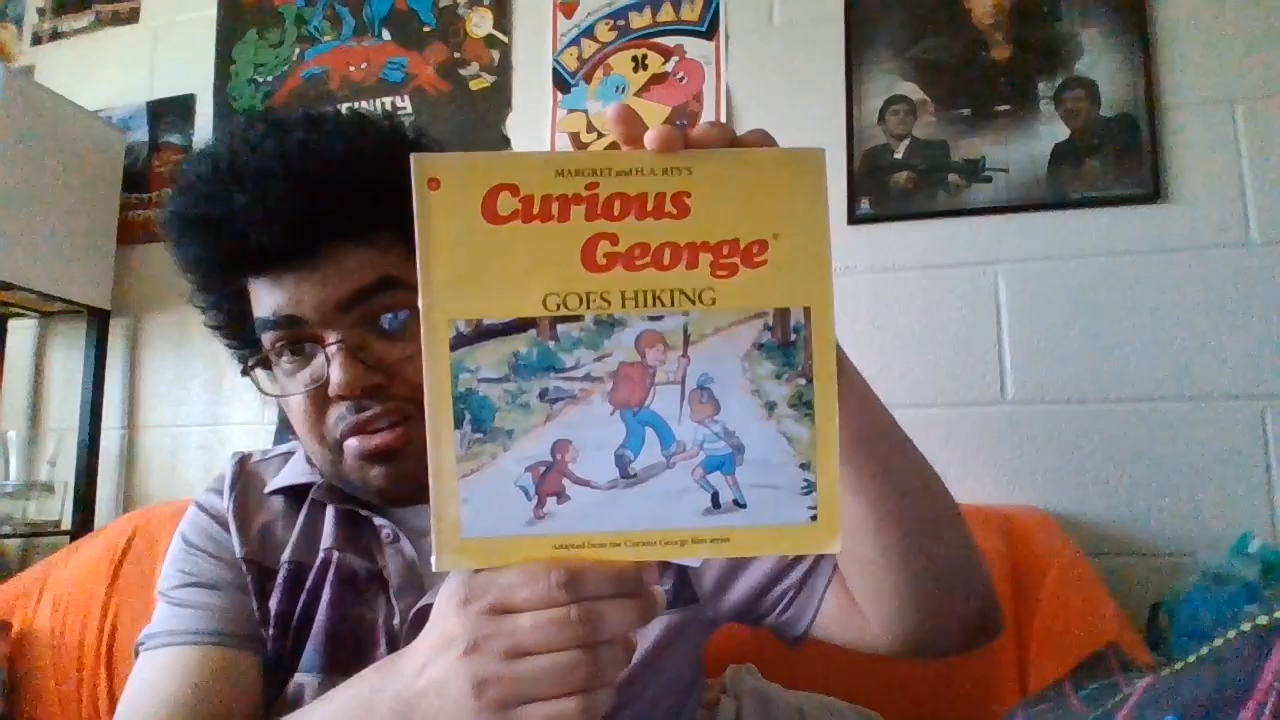 PAC-MAN
INFINITY
MARGRET and H.A. REY'S
Curious
George®
GOES HIKING
Adapted from the Curious George film series